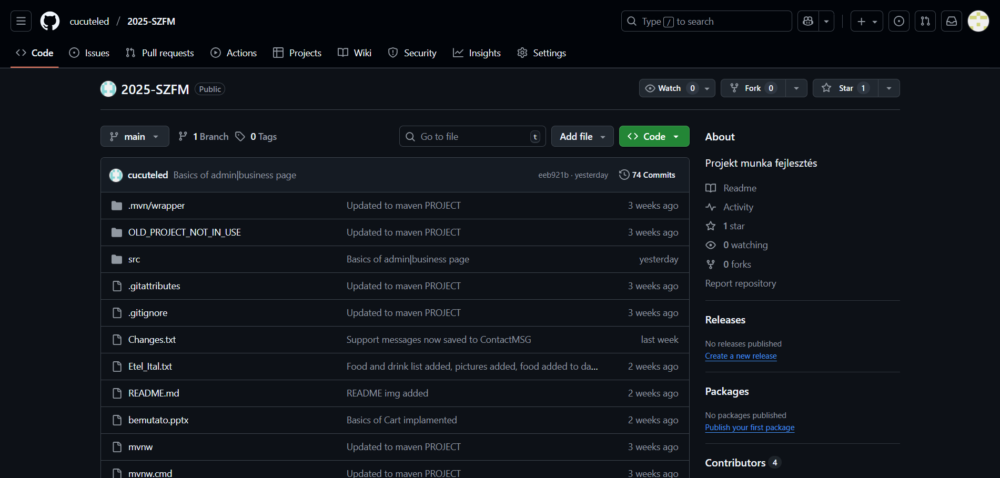 cucuteled / 2025-SZFM
Type / to search
Code Issues Pull requests Actions Projects Wiki Security Insights Settings
2025-SZFM Public
Watch 0 Fork 0 Star 1
main 1 Branch 0 Tags
Go to file t Add file Code
cucuteled Basics of admin|business page eeb921b · yesterday 74 Commits
.mvn/wrapper Updated to maven PROJECT 3 weeks ago
OLD_PROJECT_NOT_IN_USE Updated to maven PROJECT 3 weeks ago
src Basics of admin|business page yesterday
.gitattributes Updated to maven PROJECT 3 weeks ago
.gitignore Updated to maven PROJECT 3 weeks ago
Changes.txt Support messages now saved to ContactMSG last week
Etel_Ital.txt Food and drink list added, pictures added, food added to da... 2 weeks ago
README.md README img added 2 weeks ago
bemutato.pptx Basics of Cart implamented 2 weeks ago
mvnw Updated to maven PROJECT 3 weeks ago
mvnw.cmd Updated to maven PROJECT 3 weeks ago
About
Projekt munka fejlesztés
Readme
Activity
1 star
0 watching
0 forks
Report repository
Releases
No releases published
Create a new release
Packages
No packages published
Publish your first package
Contributors 4